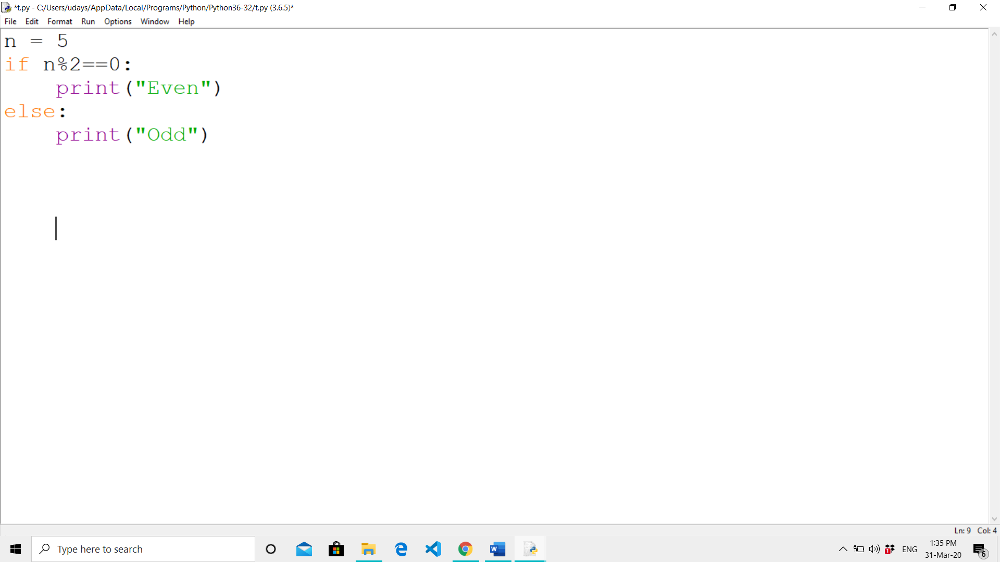 *t.py - C:/Users/udays/AppData/Local/Programs/Python/Python36-32/t.py (3.6.5)*
File Edit Format Run Options Window Help
n = 5
if n%2==0:
    print("Even")
else:
    print("Odd")
Ln: 9 Col: 4
Type here to search
W
1
ENG
1:35 PM
31-Mar-20
6